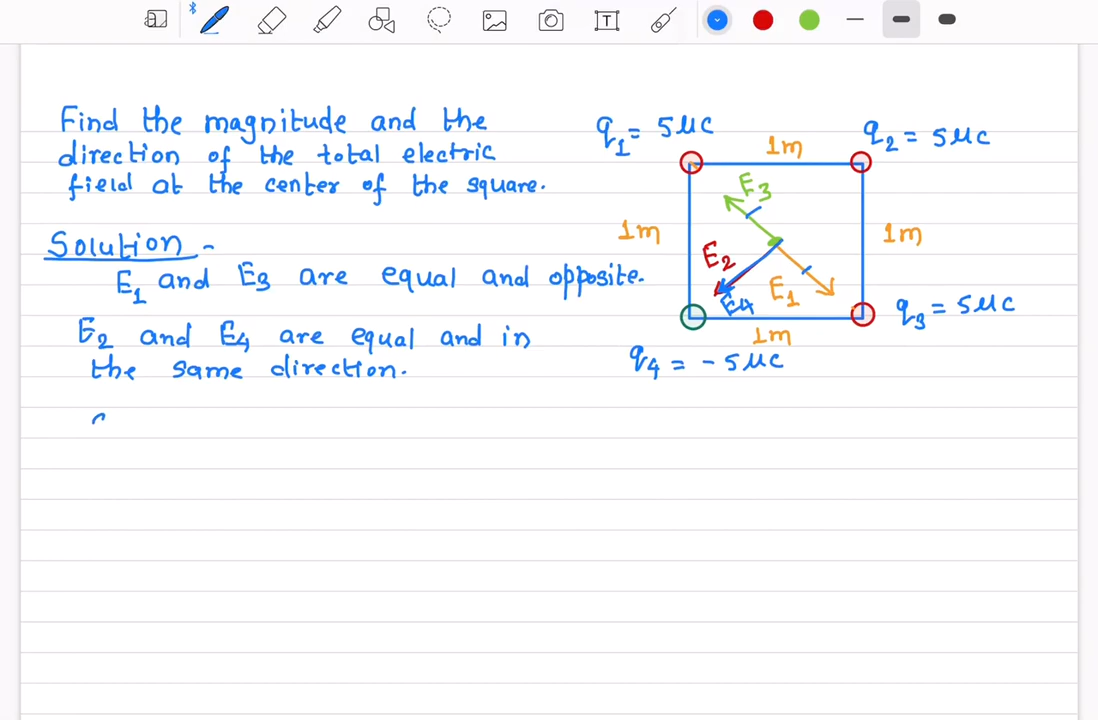 T
Find the magnitude and the
direction of the total electric
field at the center of the square.
Solution -
E1 and E3 are equal and opposite.
E2 and E4 are equal and in
the same direction.
q1 = 5μc
1m
q2 = 5μc
1m
1m
E3
E2
E4
E1
q3 = 5μc
1m
q4 = -5μc